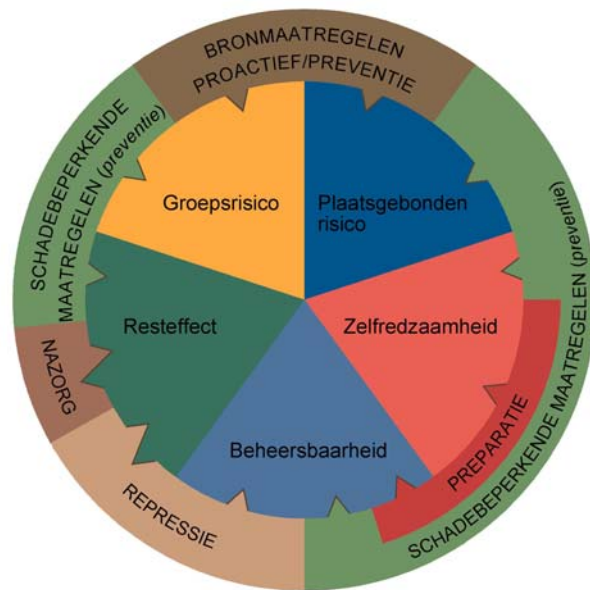 BRONMAATREGELEN
PROACTIEF/PREVENTIE
SCHADEBEPERKENDE
MAATREGELEN (preventie)
Groepsrisico
Plaatsgebonden
risico
SCHADEBEPERKENDE MAATREGELEN (preventie)
Resteffect
Zelfredzaamheid
NAZORG
Beheersbaarheid
PREPARATIE
REPRESSIE